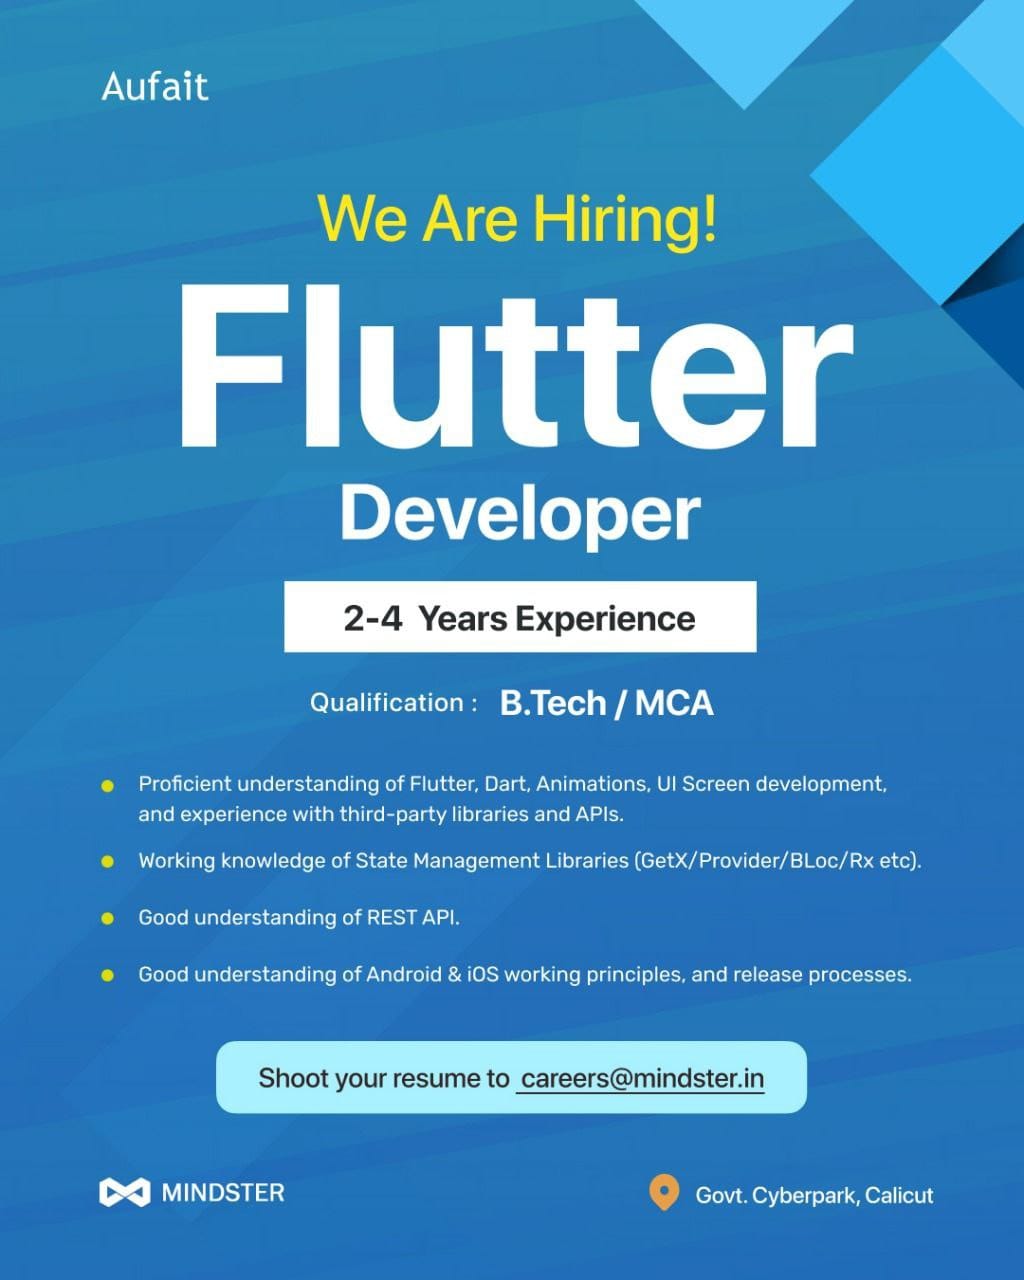 Aufait
We Are Hiring!
Flutter
Developer
2-4 Years Experience
Qualification : B.Tech / MCA
Proficient understanding of Flutter, Dart, Animations, UI Screen development,
and experience with third-party libraries and APIs.
Working knowledge of State Management Libraries (GetX/Provider/BLoc/Rx etc).
Good understanding of REST API.
Good understanding of Android & iOS working principles, and release processes.
Shoot your resume to careers@mindster.in
MINDSTER
Govt. Cyberpark, Calicut